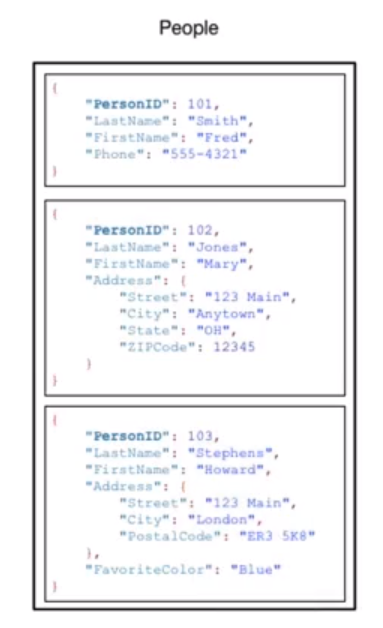 People
{
"PersonID": 101,
"LastName": "Smith",
"FirstName": "Fred",
"Phone": "555-4321"
}
{
"PersonID": 102,
"LastName": "Jones",
"FirstName": "Mary",
"Address": {
"Street": "123 Main",
"City": "Anytown",
"State": "OH",
"ZIPCode": 12345
}
}
{
"PersonID": 103,
"LastName": "Stephens",
"FirstName": "Howard",
"Address": {
"Street": "123 Main",
"City": "London",
"PostalCode": "ER3 5K8"
},
"FavoriteColor": "Blue"
}